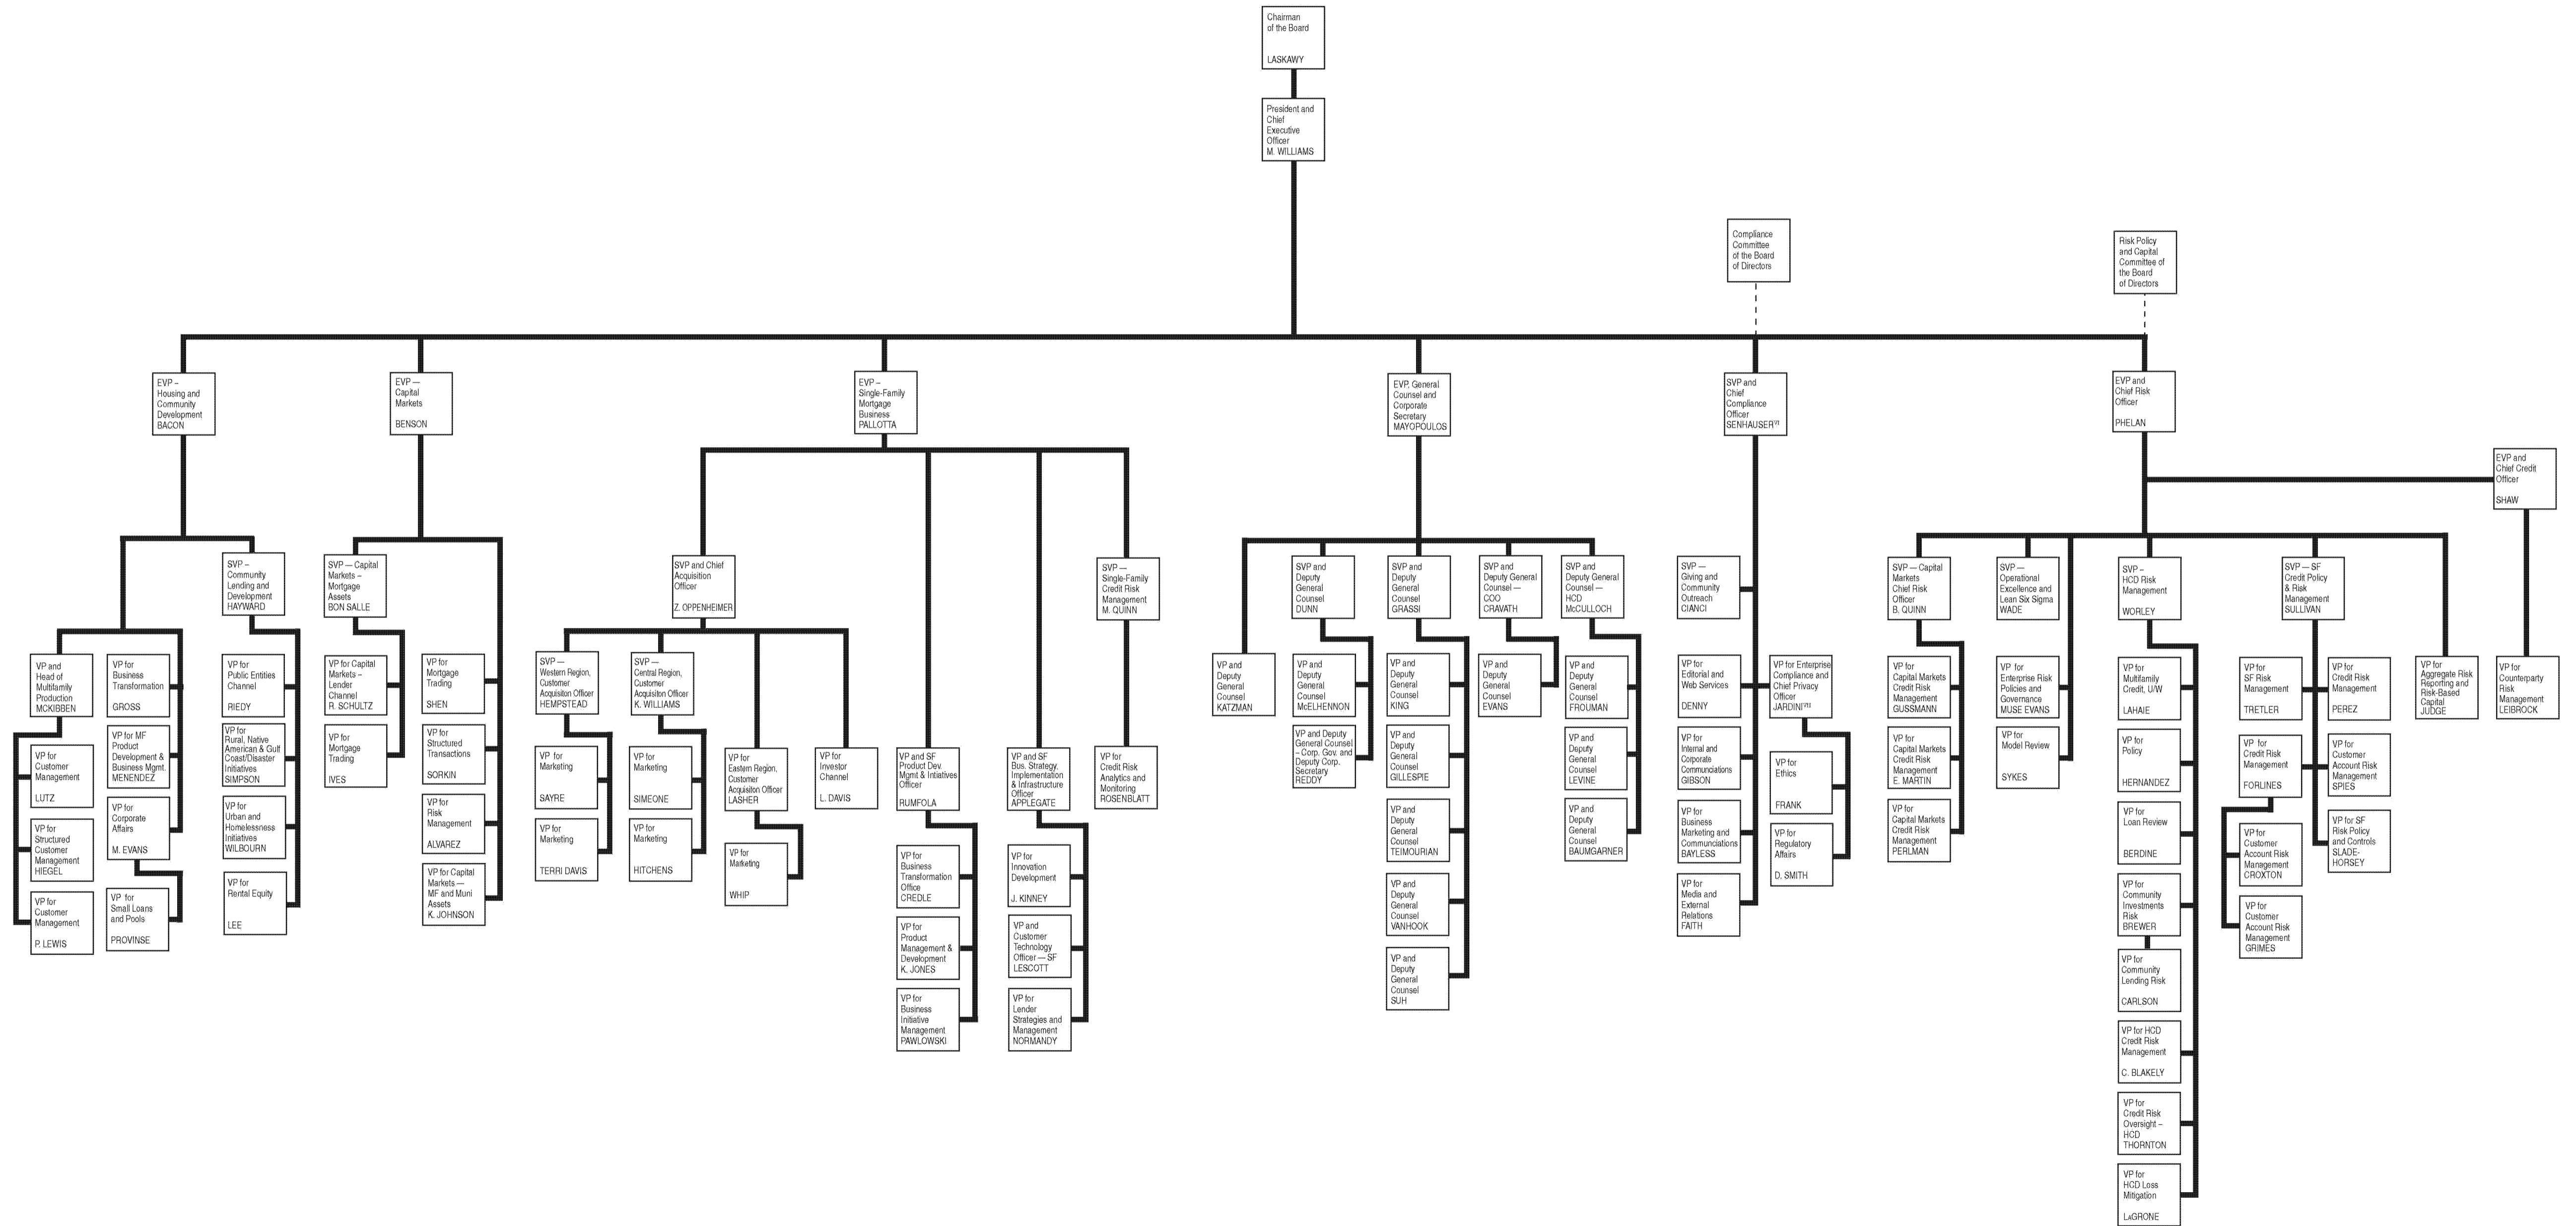 Chairman
of the Board
LASKAWY
President and
Chief
Executive
Officer
M. WILLIAMS
Compliance
Committee
of the Board
of Directors
Risk Policy
and Capital
Committee of
the Board
of Directors
EVP –
Housing and
Community
Development
BACON
EVP —
Capital
Markets
BENSON
EVP –
Single-Family
Mortgage
Business
PALLOTTA
EVP, General
Counsel and
Corporate
Secretary
MAYOPOULOS
SVP and
Chief
Compliance
Officer
SENHAUSER
EVP and
Chief Risk
Officer
PHELAN
EVP and
Chief Credit
Officer
SHAW
SVP –
Community
Lending and
Development
HAYWARD
SVP — Capital
Markets –
Mortgage
Assets
BON SALLE
SVP and Chief
Acquisition
Officer
Z. OPPENHEIMER
SVP —
Single-Family
Credit Risk
Management
M. QUINN
SVP and
Deputy
General
Counsel
DUNN
SVP and
Deputy
General
Counsel
GRASSI
SVP and
Deputy General
Counsel —
COO
CRAVATH
SVP and
Deputy General
Counsel —
HCD
McCULLOCH
SVP —
Giving and
Community
Outreach
CIANCI
SVP — Capital
Markets
Chief Risk
Officer
B. QUINN
SVP —
Operational
Excellence and
Lean Six Sigma
WADE
SVP –
HCD Risk
Management
WORLEY
SVP — SF
Credit Policy
& Risk
Management
SULLIVAN
VP and
Head of
Multifamily
Production
MCKIBBEN
VP for
Customer
Management
LUTZ
VP for
Structured
Customer
Management
HIEGEL
VP for
Customer
Management
P. LEWIS
VP for
Business
Transformation
GROSS
VP for MF
Product
Development &
Business Mgmt.
MENENDEZ
VP for
Corporate
Affairs
M. EVANS
VP for
Small Loans
and Pools
PROVINSE
VP for
Public Entities
Channel
RIEDY
VP for
Rural, Native
American & Gulf
Coast/Disaster
Initiatives
SIMPSON
VP for
Urban and
Homelessness
Initiatives
WILBOURN
VP for
Rental Equity
LEE
VP for Capital
Markets –
Lender
Channel
R. SCHULTZ
VP for
Mortgage
Trading
IVES
VP for
Mortgage
Trading
SHEN
VP for
Structured
Transactions
SORKIN
VP for
Risk
Management
ALVAREZ
VP for Capital
Markets —
MF and Muni
Assets
K. JOHNSON
SVP —
Western Region,
Customer
Acquisiton Officer
HEMPSTEAD
VP for
Marketing
SAYRE
VP for
Marketing
TERRI DAVIS
SVP —
Central Region,
Customer
Acquisiton Officer
K. WILLIAMS
VP for
Marketing
SIMEONE
VP for
Marketing
HITCHENS
VP for
Eastern Region,
Customer
Acquisiton Officer
LASHER
VP for
Marketing
WHIP
VP for
Investor
Channel
L. DAVIS
VP and SF
Product Dev.
Mgmt & Intiatives
Officer
RUMFOLA
VP for
Business
Transformation
Office
CREDLE
VP for
Product
Management &
Development
K. JONES
VP for
Business
Initiative
Management
PAWLOWSKI
VP and SF
Bus. Strategy,
Implementation
& Infrastructure
Officer
APPLEGATE
VP for
Innovation
Development
J. KINNEY
VP and
Customer
Technology
Officer — SF
LESCOTT
VP for
Lender
Strategies and
Management
NORMANDY
VP for
Credit Risk
Analytics and
Monitoring
ROSENBLATT
VP and
Deputy
General
Counsel
KATZMAN
VP and
Deputy
General
Counsel
McELHENNON
VP and Deputy
General Counsel
– Corp. Gov. and
Deputy Corp.
Secretary
REDDY
VP and
Deputy
General
Counsel
KING
VP and
Deputy
General
Counsel
GILLESPIE
VP and
Deputy
General
Counsel
TEIMOURIAN
VP and
Deputy
General
Counsel
VANHOOK
VP and
Deputy
General
Counsel
SUH
VP and
Deputy
General
Counsel
EVANS
VP and
Deputy
General
Counsel
FROUMAN
VP and
Deputy
General
Counsel
LEVINE
VP and
Deputy
General
Counsel
BAUMGARNER
VP for
Editorial and
Web Services
DENNY
VP for
Internal and
Corporate
Communciations
GIBSON
VP for
Business
Marketing and
Communciations
BAYLESS
VP for
Media and
External
Relations
FAITH
VP for Enterprise
Compliance and
Chief Privacy
Officer
JARDINI
VP for
Ethics
FRANK
VP for
Regulatory
Affairs
D. SMITH
VP for
Capital Markets
Credit Risk
Management
GUSSMANN
VP for
Capital Markets
Credit Risk
Management
E. MARTIN
VP for
Capital Markets
Credit Risk
Management
PERLMAN
VP for
Enterprise Risk
Policies and
Governance
MUSE EVANS
VP for
Model Review
SYKES
VP for
Multifamily
Credit, U/W
LAHAIE
VP for
Policy
HERNANDEZ
VP for
Loan Review
BERDINE
VP for
Community
Investments
Risk
BREWER
VP for
Community
Lending Risk
CARLSON
VP for HCD
Credit Risk
Management
C. BLAKELY
VP for
Credit Risk
Oversight –
HCD
THORNTON
VP for
HCD Loss
Mitigation
LAGRONE
VP for
SF Risk
Management
TRETLER
VP for
Credit Risk
Management
FORLINES
VP for
Customer
Account Risk
Management
CROXTON
VP for
Customer
Account Risk
Management
GRIMES
VP for
Credit Risk
Management
PEREZ
VP for
Customer
Account Risk
Management
SPIES
VP for SF
Risk Policy
and Controls
SLADE-
HORSEY
VP for
Aggregate Risk
Reporting and
Risk-Based
Capital
JUDGE
VP for
Counterparty
Risk
Management
LEIBROCK